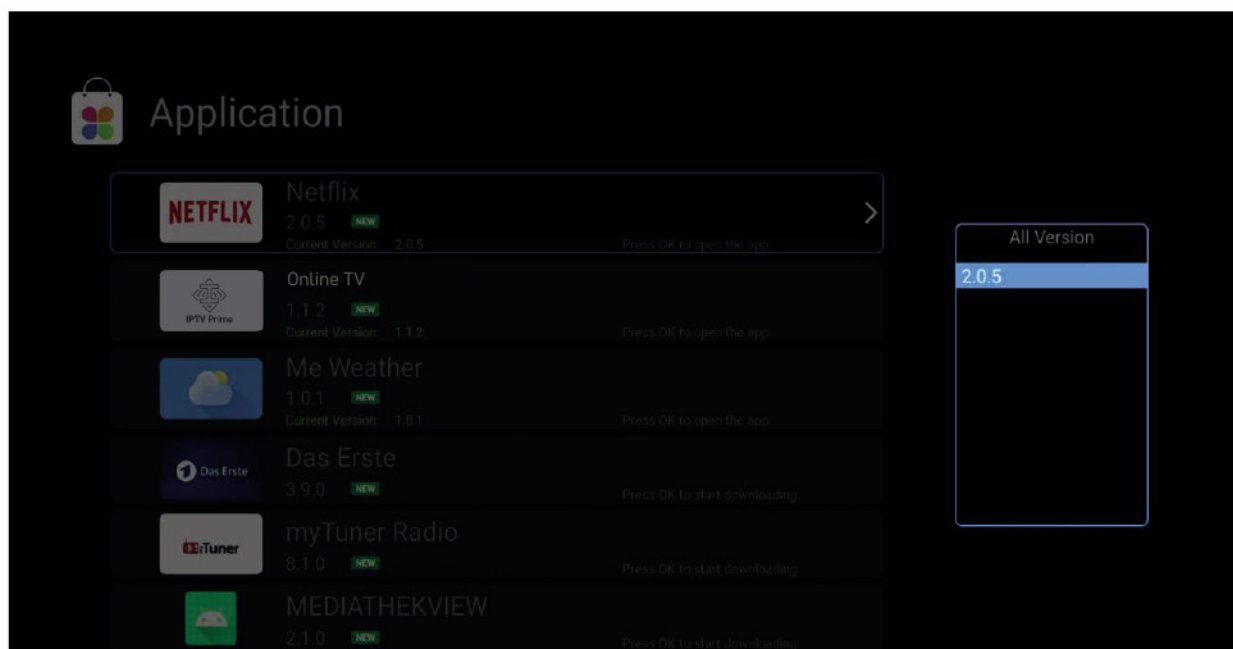 Application
NETFLIX
Netflix
2.0.5 NEW
Current Version: 2.0.5 Press OK to open the app
IPTV Prime
Online TV
1.1.2 NEW
Current Version: 1.1.2 Press OK to open the app
Me Weather
1.0.1 NEW
Current Version: 1.0.1 Press OK to open the app
1 Das Erste
Das Erste
3.9.0 NEW
Press OK to start downloading
Tuner
myTuner Radio
8.1.0 NEW
Press OK to start downloading
MEDIATHEKVIEW
2.1.0 NEW
Press OK to start downloading
All Version
2.0.5